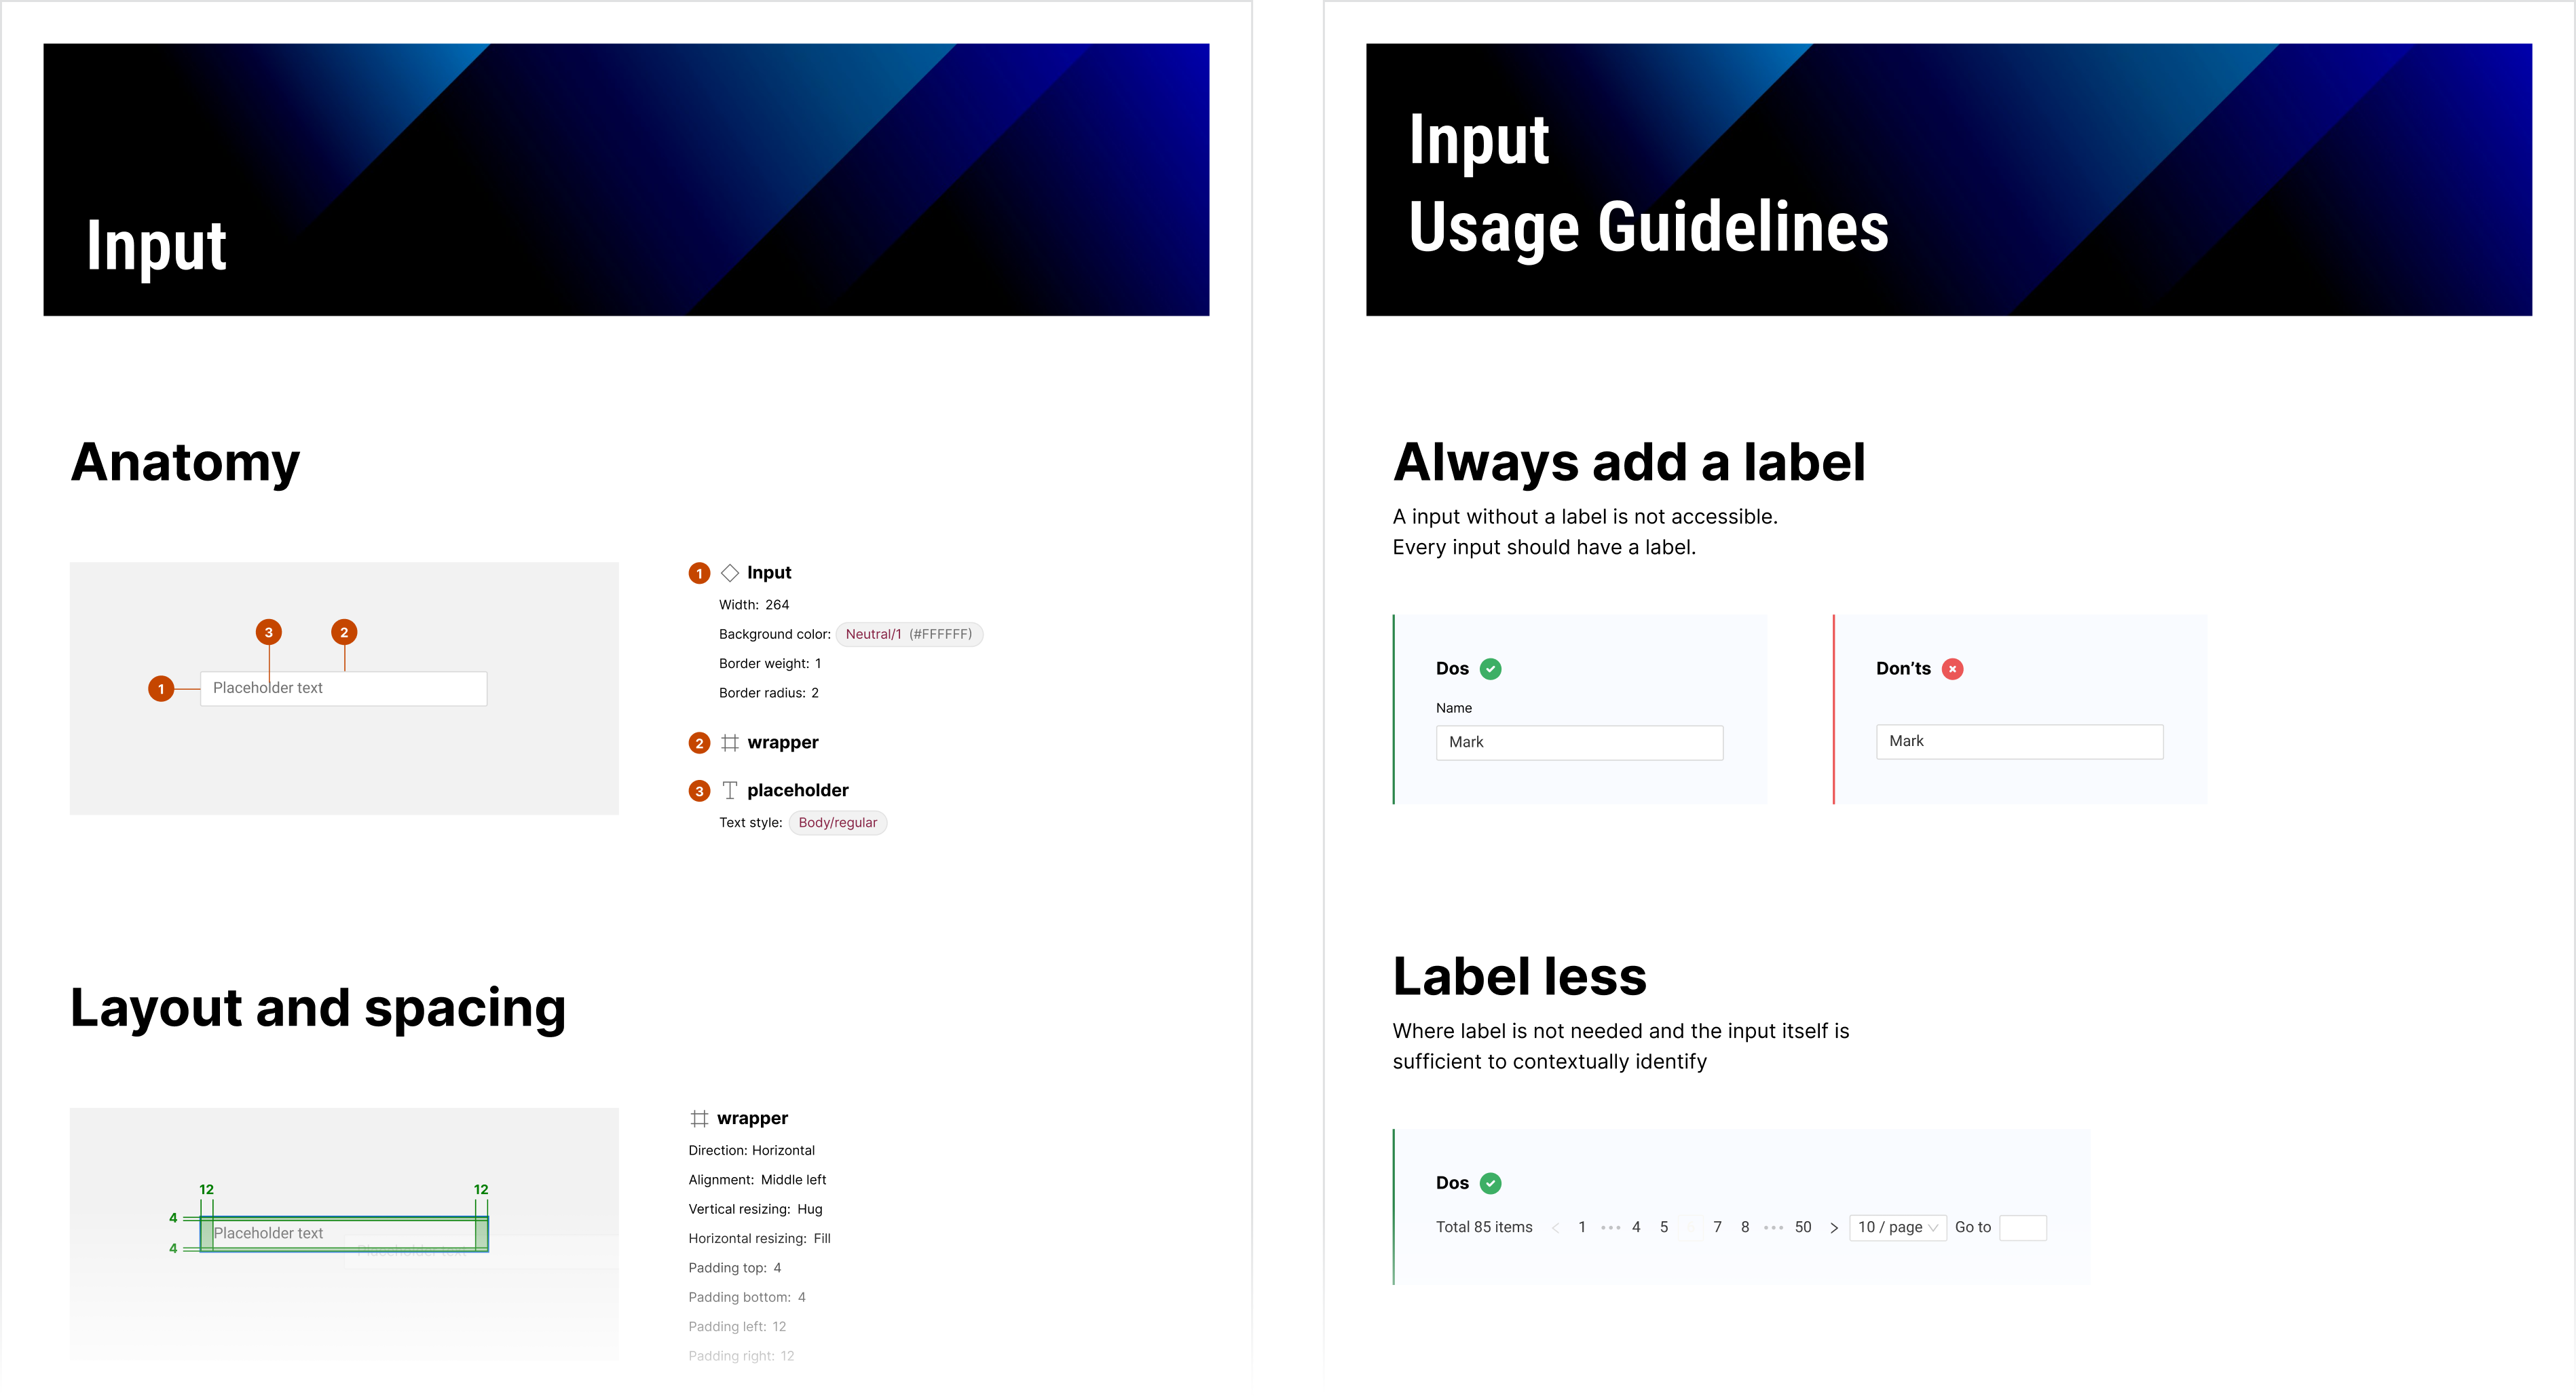 Input
Anatomy
3
2
1
Placeholder text
1 Input
Width: 264
Background color: Neutral/1 (#FFFFFF)
Border weight: 1
Border radius: 2
2 wrapper
3 placeholder
Text style: Body/regular
Layout and spacing
12
12
4
Placeholder text
4
Placeholder text
wrapper
Direction: Horizontal
Alignment: Middle left
Vertical resizing: Hug
Horizontal resizing: Fill
Padding top: 4
Padding bottom: 4
Padding left: 12
Padding right: 12
Input
Usage Guidelines
Always add a label
A input without a label is not accessible.
Every input should have a label.
Dos
Name
Mark
Don’ts
Mark
Label less
Where label is not needed and the input itself is
sufficient to contextually identify
Dos
Total 85 items < 1 ••• 4 5 7 8 ••• 50 > 10 / page Go to